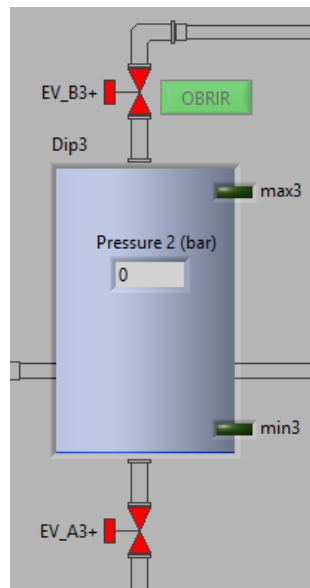 EV_B3+
OBRIR
Dip3
max3
Pressure 2 (bar)
0
min3
EV_A3+